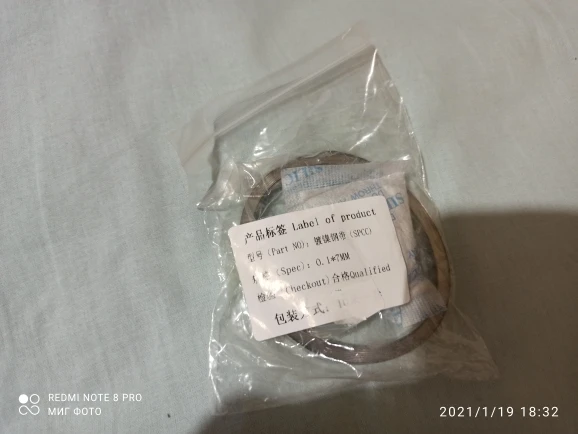 产品标签 Label of product
型号(Part NO): 镀镍钢带(SPCC)
(Spec): 0.1*7MM
(Checkout)合格Qualified
包装方式:
REDMI NOTE 8 PRO
МИГ ФОТО
2021/1/19 18:32